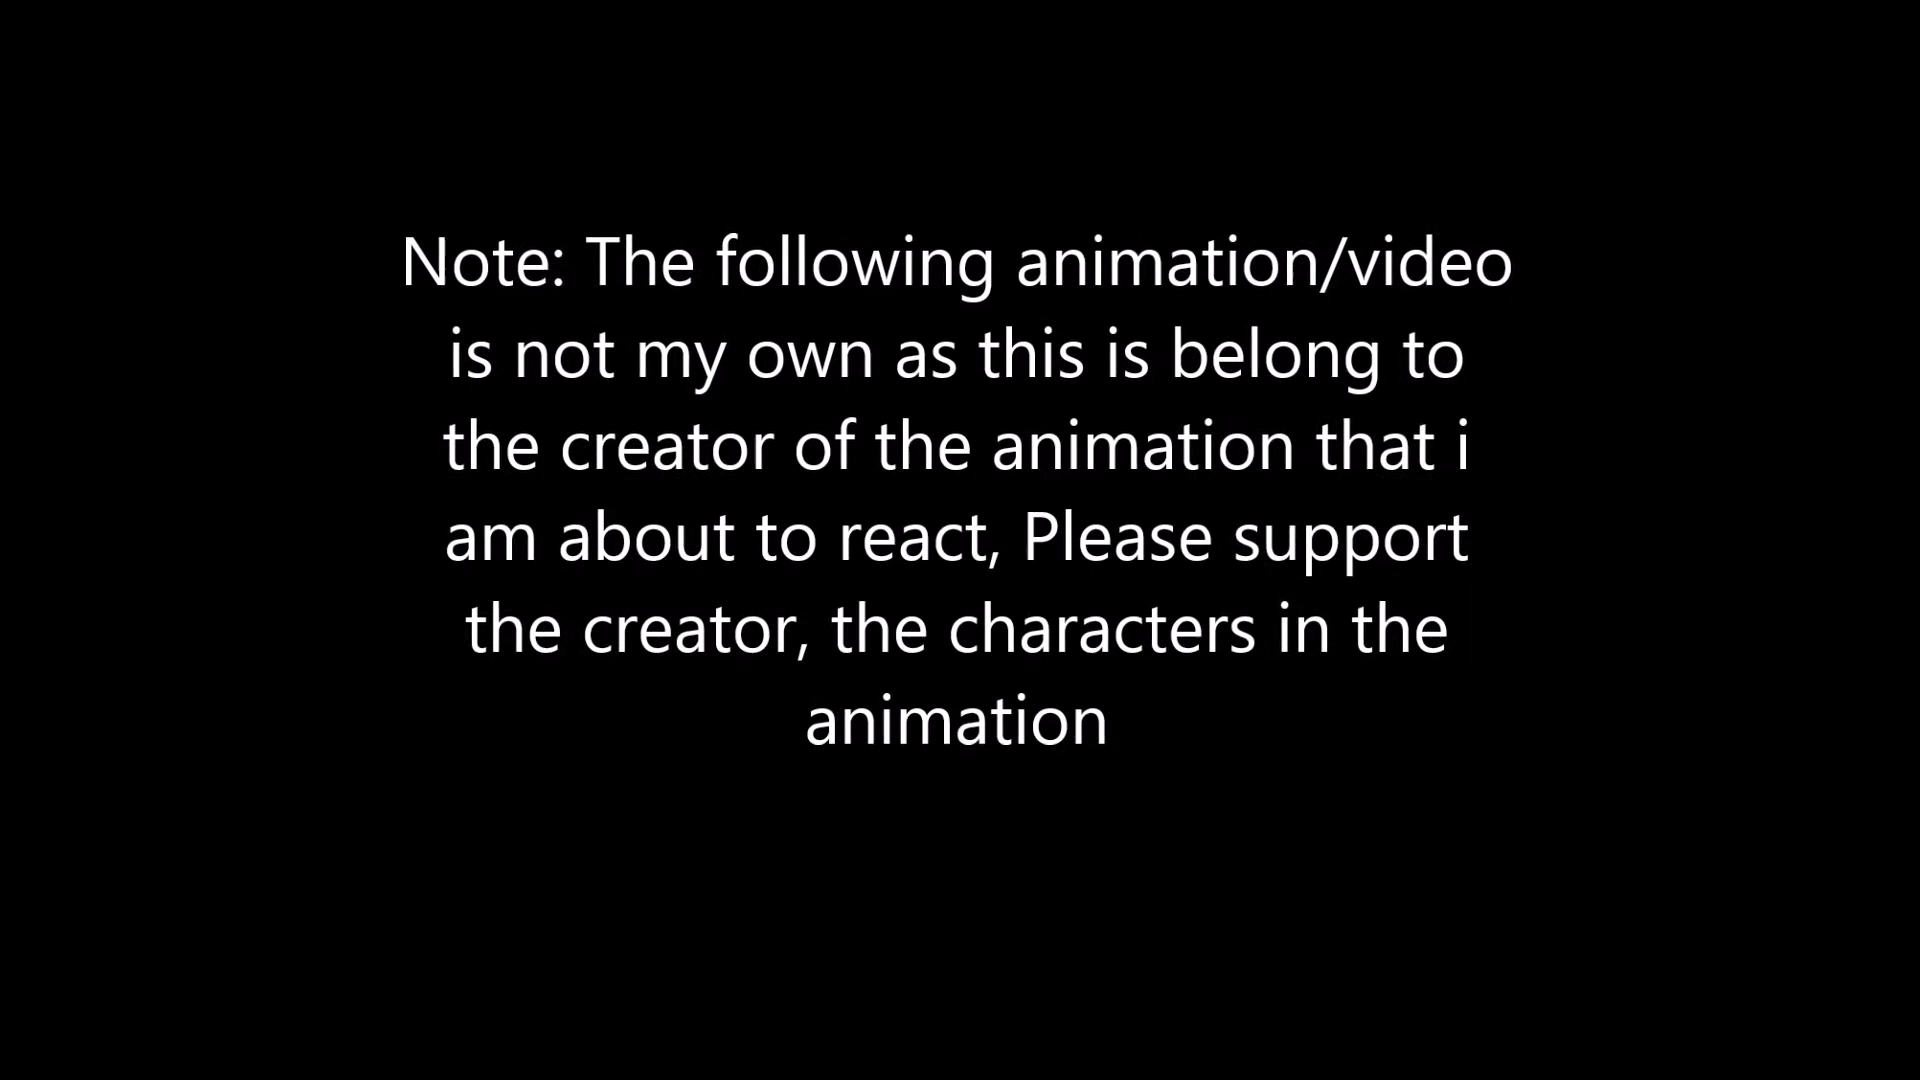 Note: The following animation/video
is not my own as this is belong to
the creator of the animation that i
am about to react, Please support
the creator, the characters in the
animation